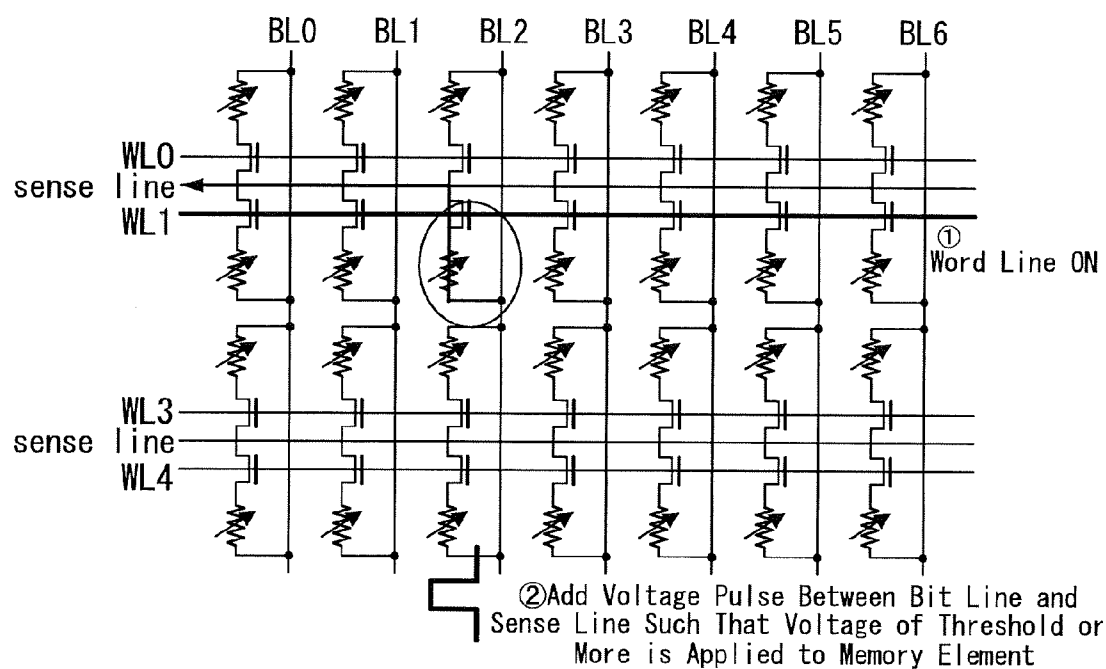 BL0 BL1 BL2 BL3 BL4 BL5 BL6
WL0
sense line
WL1
①
Word Line ON
WL3
sense line
WL4
②Add Voltage Pulse Between Bit Line and
Sense Line Such That Voltage of Threshold or
More is Applied to Memory Element